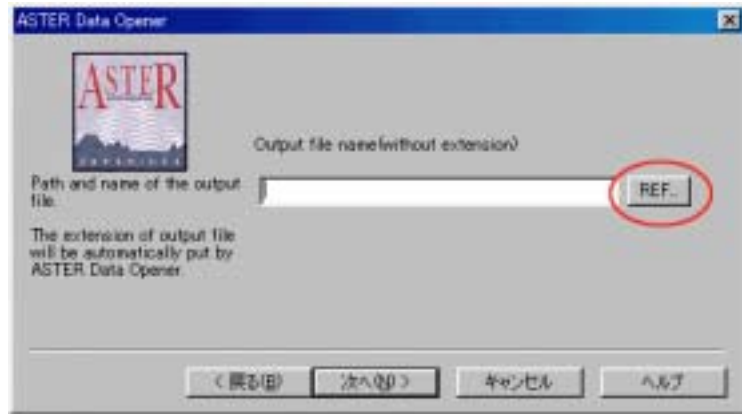 ASTER Data Opener
ASTER
Output file name(without extension)
Path and name of the output
file.
REF..
The extension of output file
will be automatically put by
ASTER Data Opener.
< 戻る(B)
次へ(N) >
キャンセル
ヘルプ